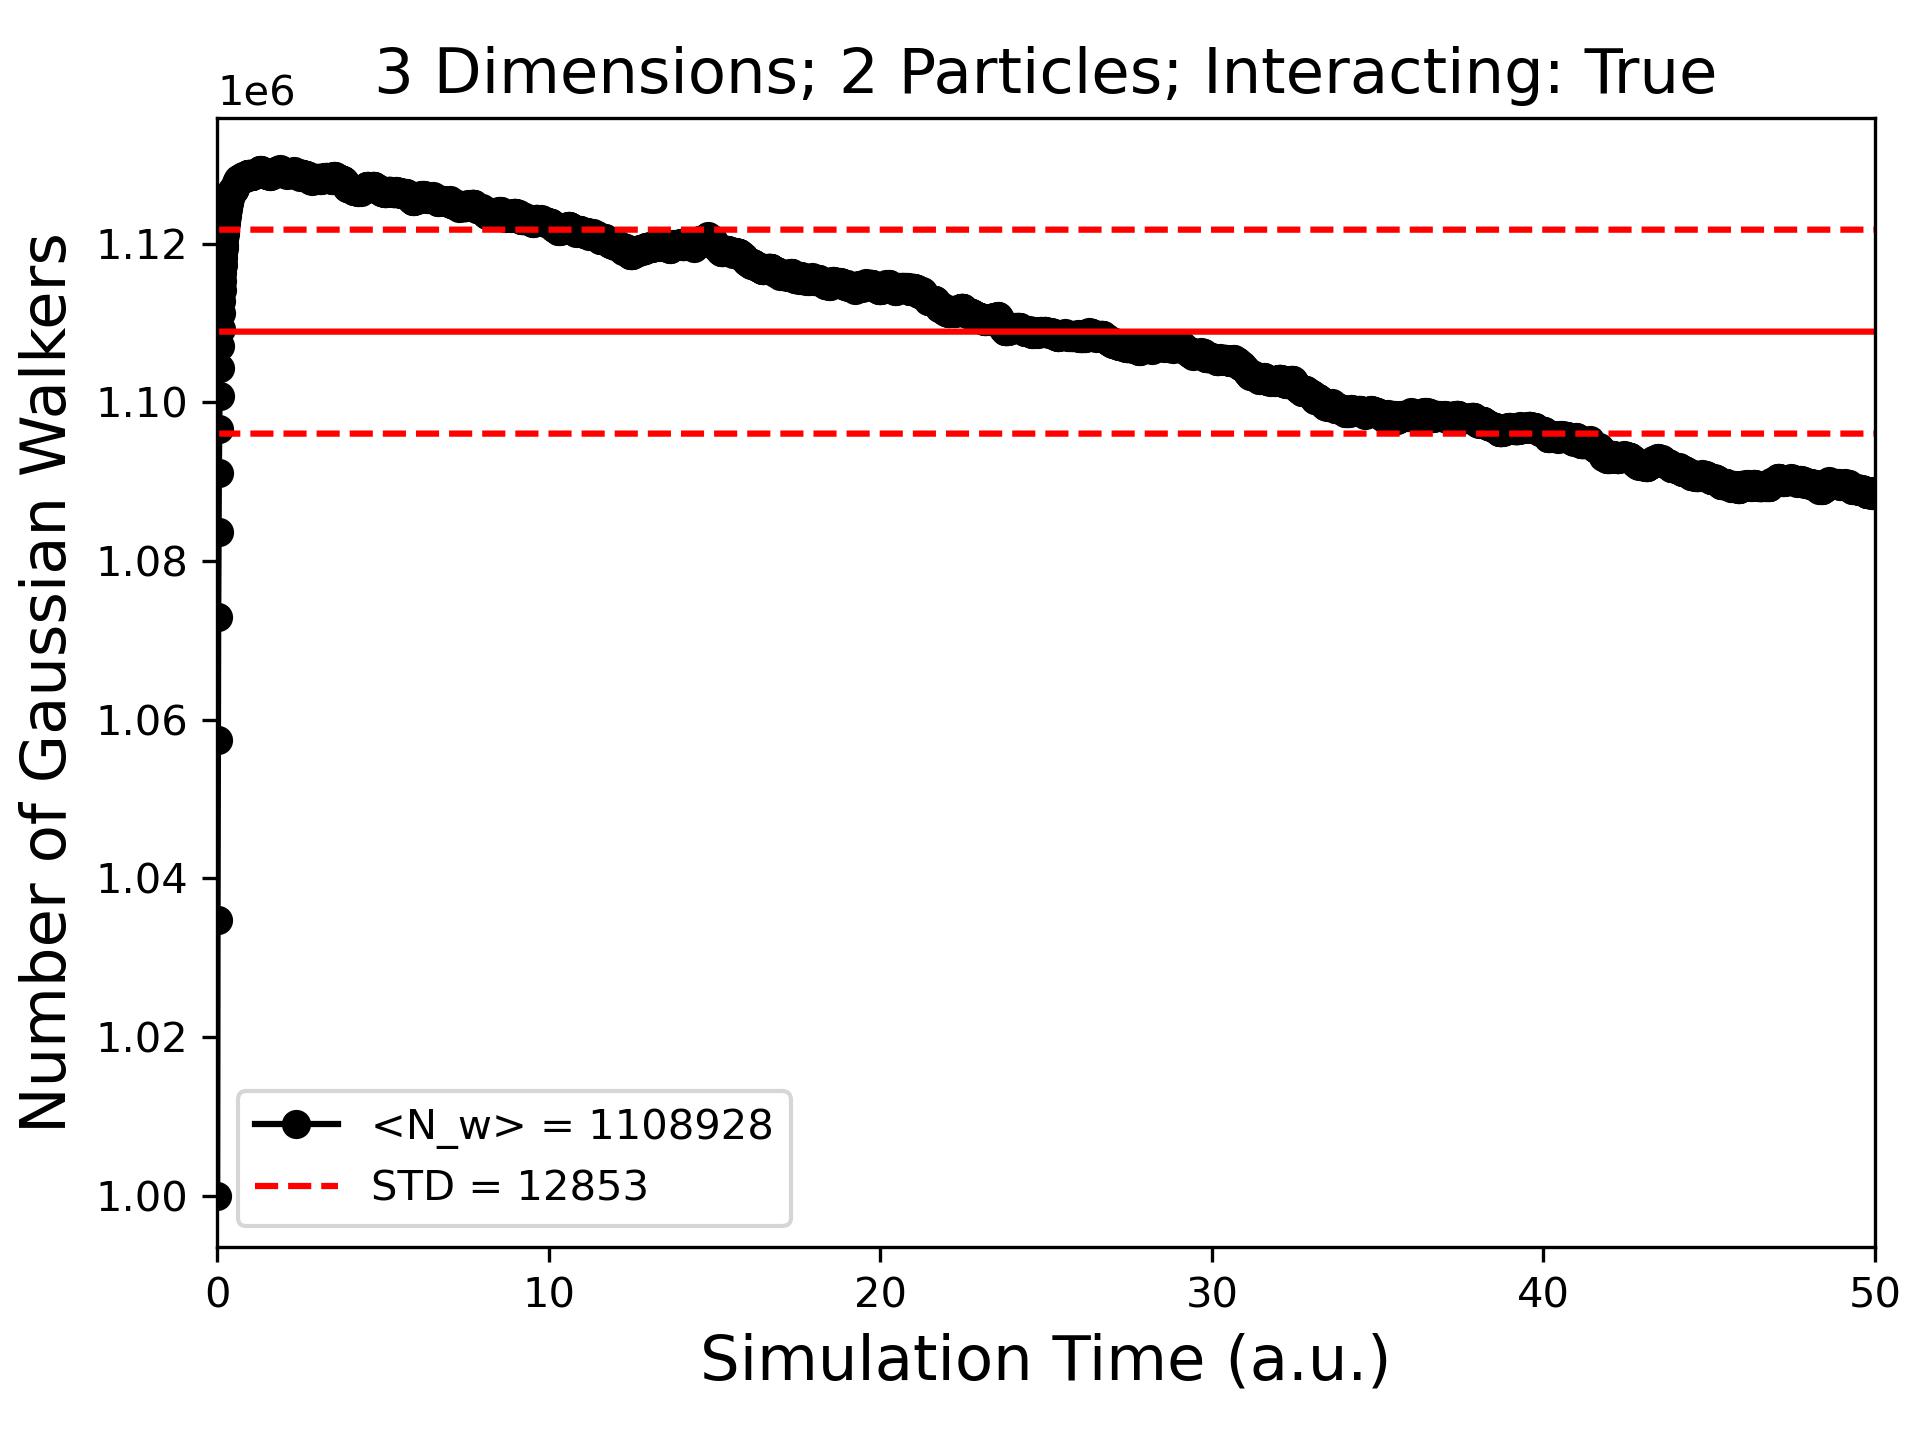 3 Dimensions; 2 Particles; Interacting: True
1e6
Number of Gaussian Walkers
1.12
1.10
1.08
1.06
1.04
1.02
1.00
<N_w> = 1108928
STD = 12853
0 10 20 30 40 50
Simulation Time (a.u.)